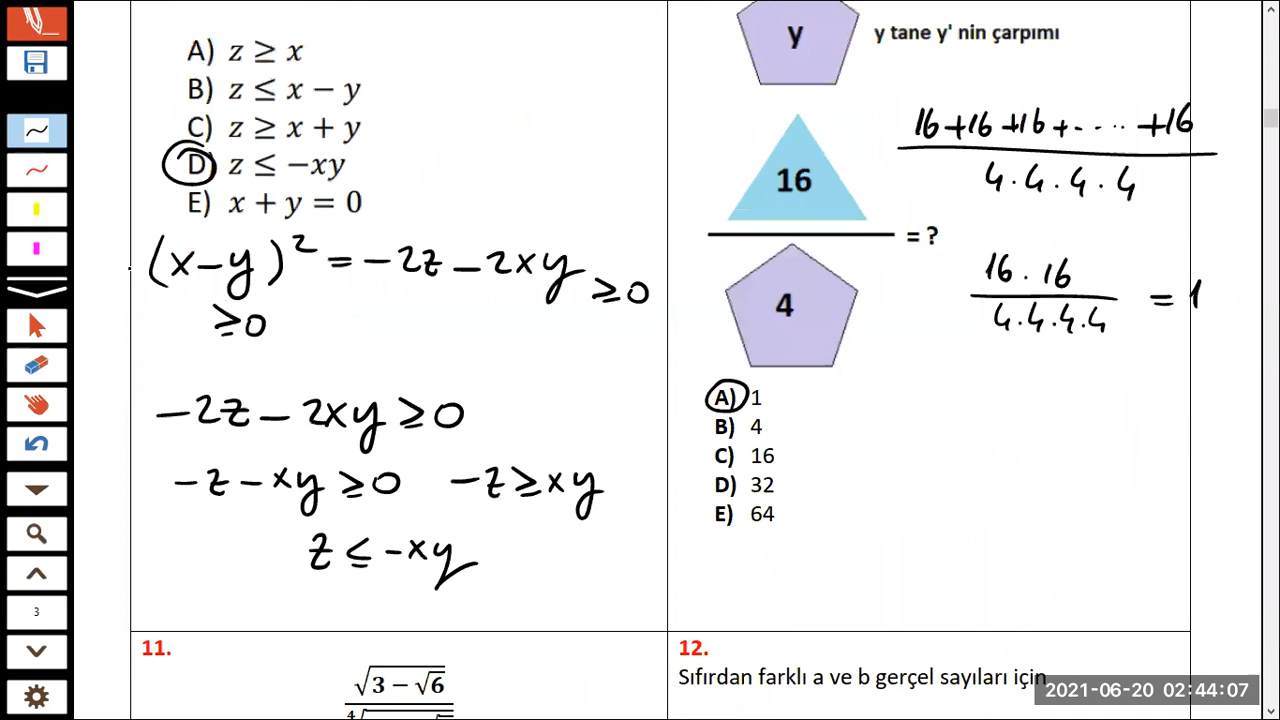 A) z ≥ x
B) z ≤ x − y
C) z ≥ x + y
D) z ≤ −xy
E) x + y = 0
(x−y)² = −2z − 2xy ≥0
≥0
−2z − 2xy ≥ 0
−z − xy ≥ 0 −z ≥ xy
z ≤ −xy
y
y tane y' nin çarpımı
16+16+16+.....+16
4.4.4.4
16
= ?
4
16 . 16
4.4.4.4
= 1
A) 1
B) 4
C) 16
D) 32
E) 64
11.
√3 − √6
12.
Sıfırdan farklı a ve b gerçel sayıları için
3
2021-06-20 02:44:07